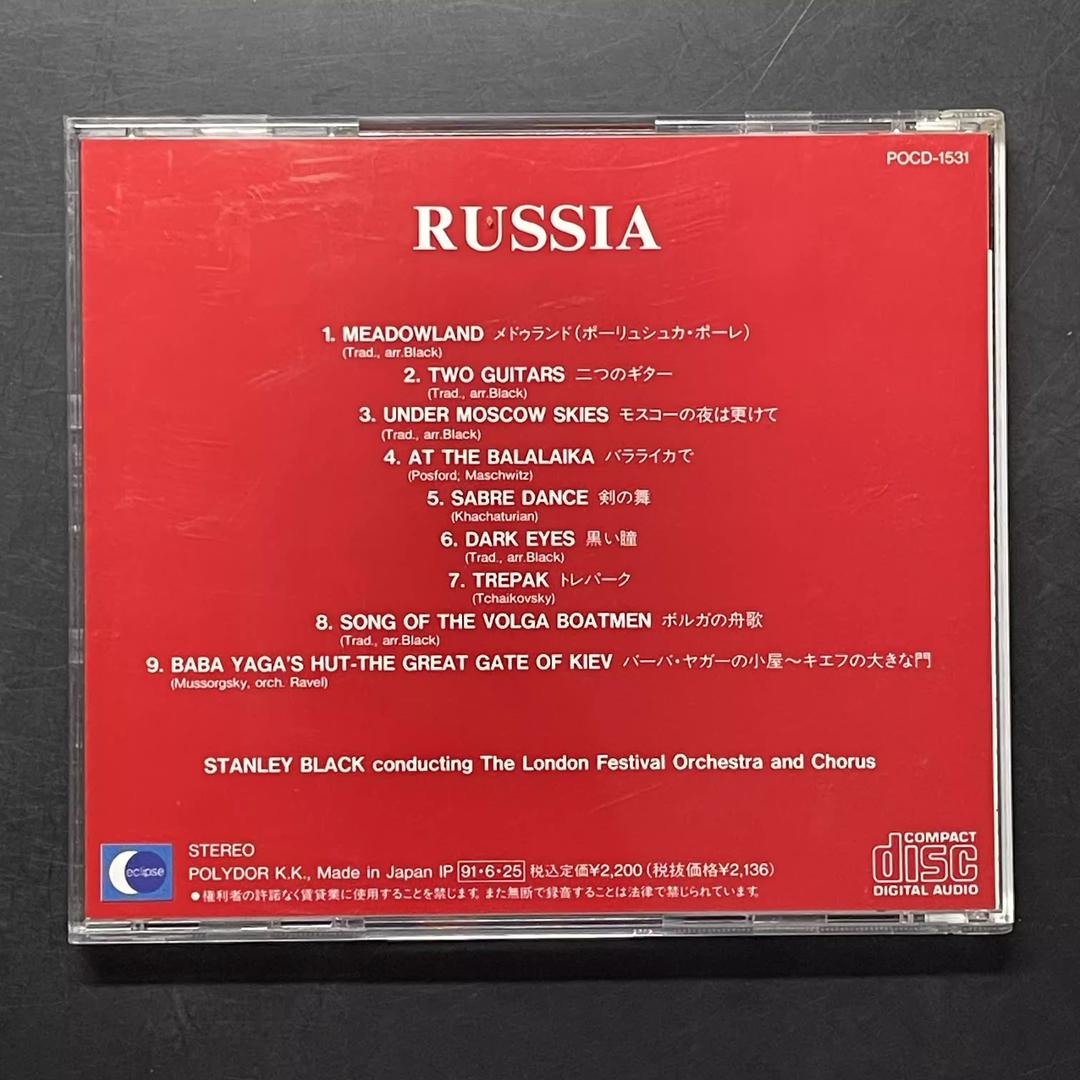 POCD-1531
RUSSIA
1. MEADOWLAND メドゥランド(ポーリュシュカ・ポーレ)
(Trad., arr.Black)
2. TWO GUITARS 二つのギター
(Trad., arr.Black)
3. UNDER MOSCOW SKIES モスコーの夜は更けて
(Trad., arr.Black)
4. AT THE BALALAIKA バラライカで
(Posford; Maschwitz)
5. SABRE DANCE 剣の舞
(Khachaturian)
6. DARK EYES 黒い瞳
(Trad., arr.Black)
7. TREPAK トレパーク
(Tchaikovsky)
8. SONG OF THE VOLGA BOATMEN ボルガの舟歌
(Trad., arr.Black)
9. BABA YAGA'S HUT-THE GREAT GATE OF KIEV バーバ・ヤガーの小屋〜キエフの大きな門
(Mussorgsky, orch. Ravel)
STANLEY BLACK conducting The London Festival Orchestra and Chorus
eclipse
STEREO
POLYDOR K.K., Made in Japan IP 91・6・25 税込定価¥2,200(税抜価格¥2,136)
●権利者の許諾なく賃貸業に使用することを禁じます。また無断で録音することは法律で禁じられています。
COMPACT
disc
DIGITAL AUDIO